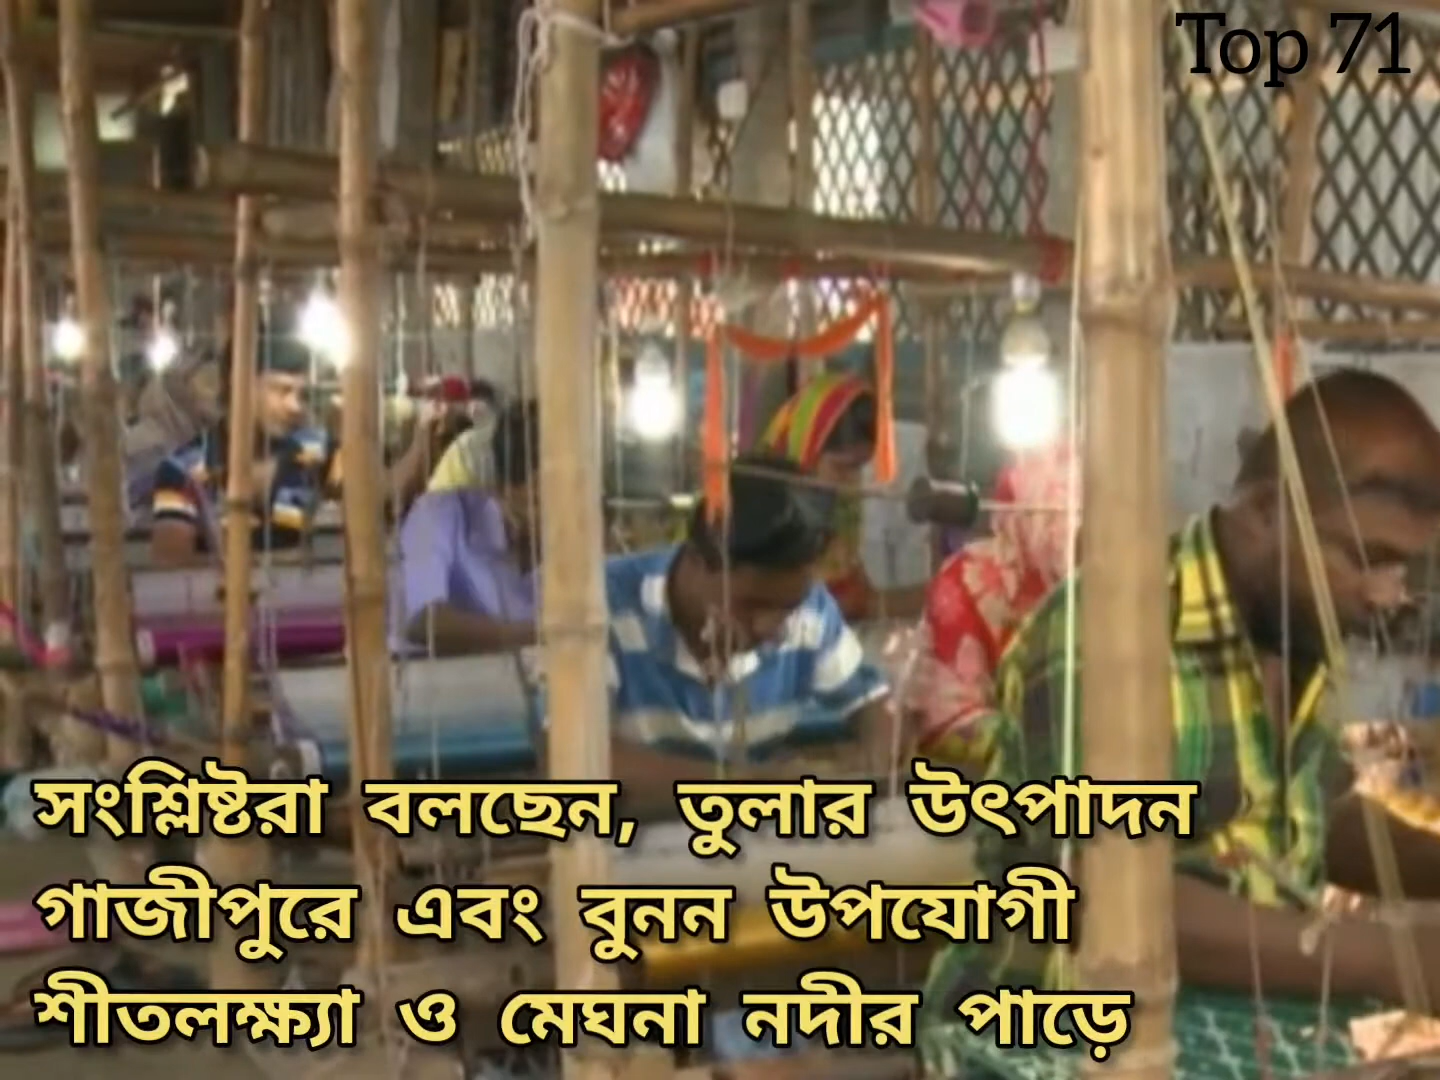 Top 71
সংশ্লিষ্টরা বলছেন, তুলার উৎপাদন
গাজীপুরে এবং বুনন উপযোগী
শীতলক্ষ্যা ও মেঘনা নদীর পাড়ে